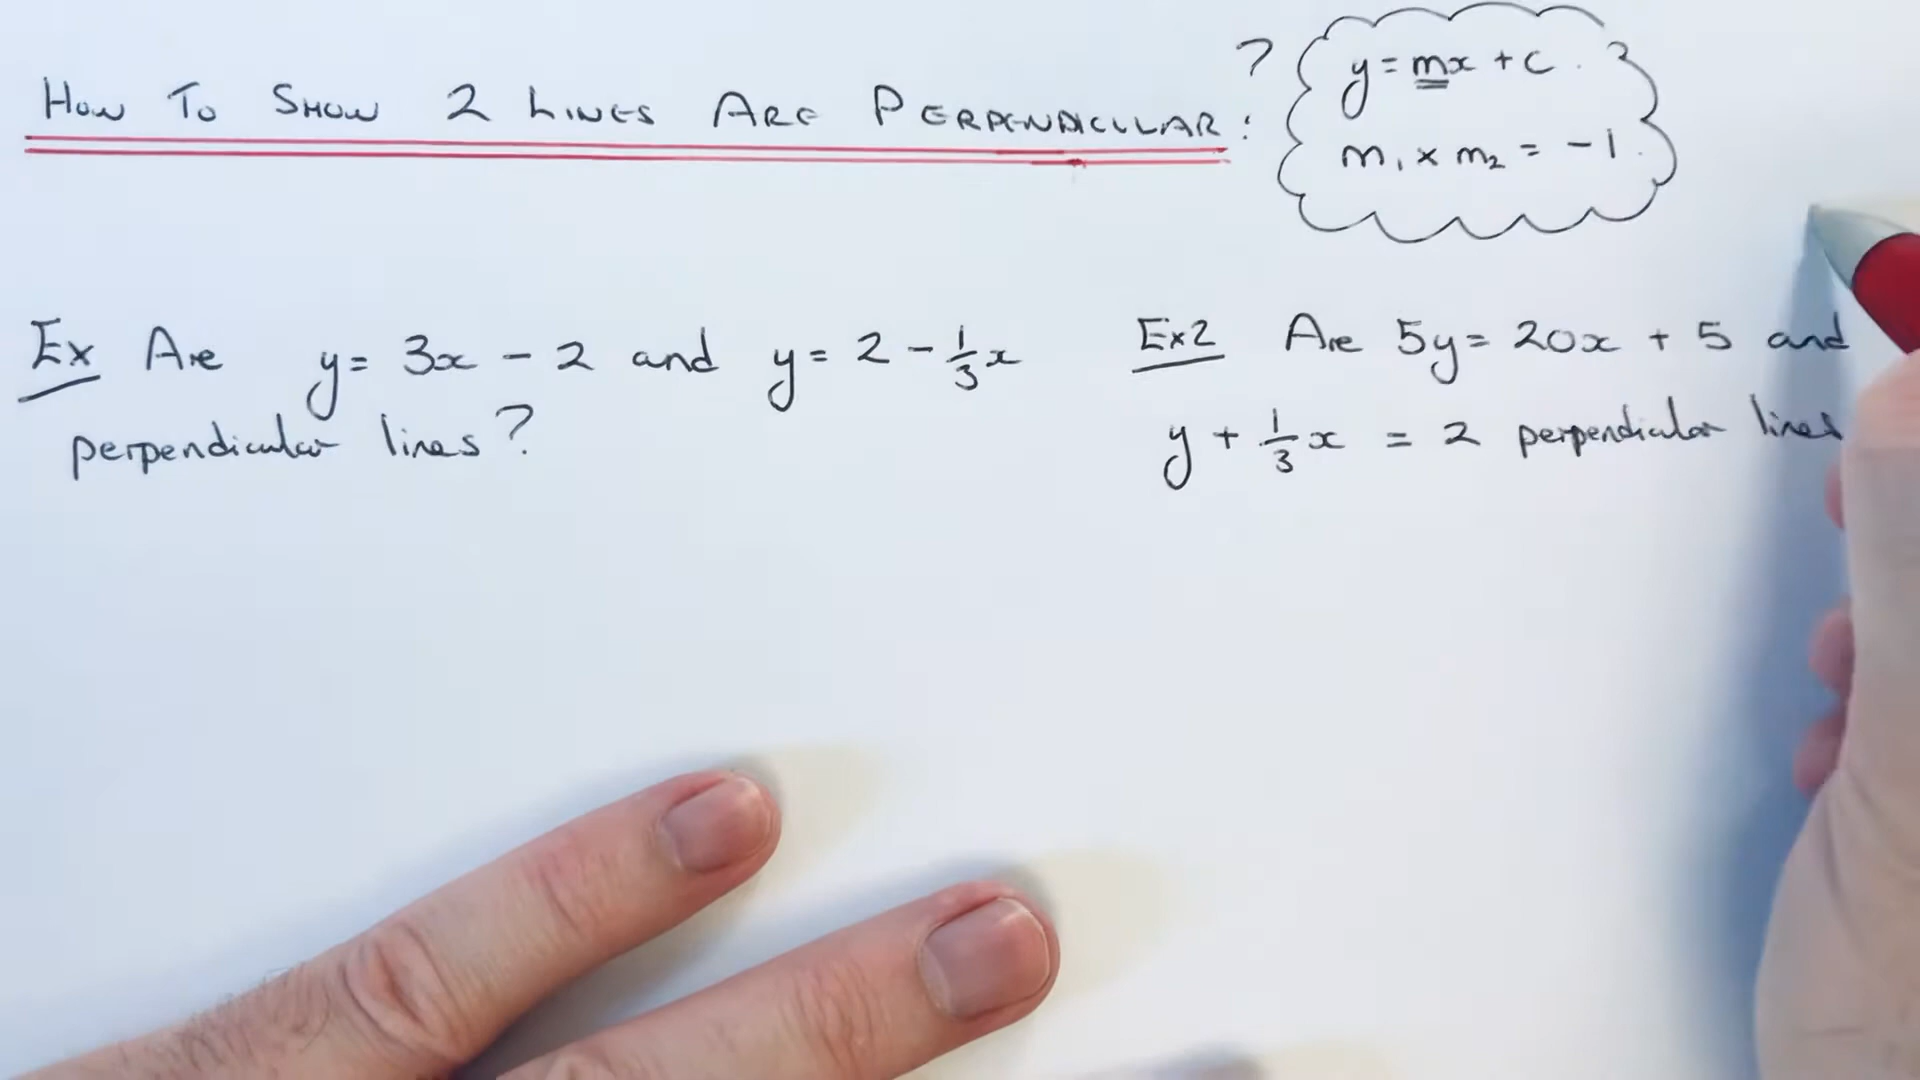 How To Show 2 Lines Are Perpendicular: ?
y = mx + c.
m₁ × m₂ = -1.
Ex Are y = 3x - 2 and y = 2 - 1/3 x
perpendicular lines?
Ex2 Are 5y = 20x + 5 and
y + 1/3 x = 2 perpendicular lines